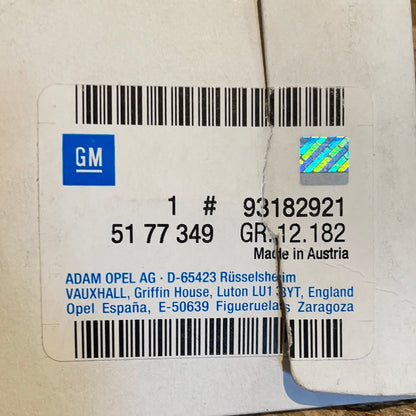 GM
1 # 93182921
51 77 349 GR.12.182
Made in Austria
ADAM OPEL AG · D-65423 Rüsselsheim
VAUXHALL, Griffin House, Luton LU1 3YT, England
Opel España, E-50639 Figueruelas Zaragoza